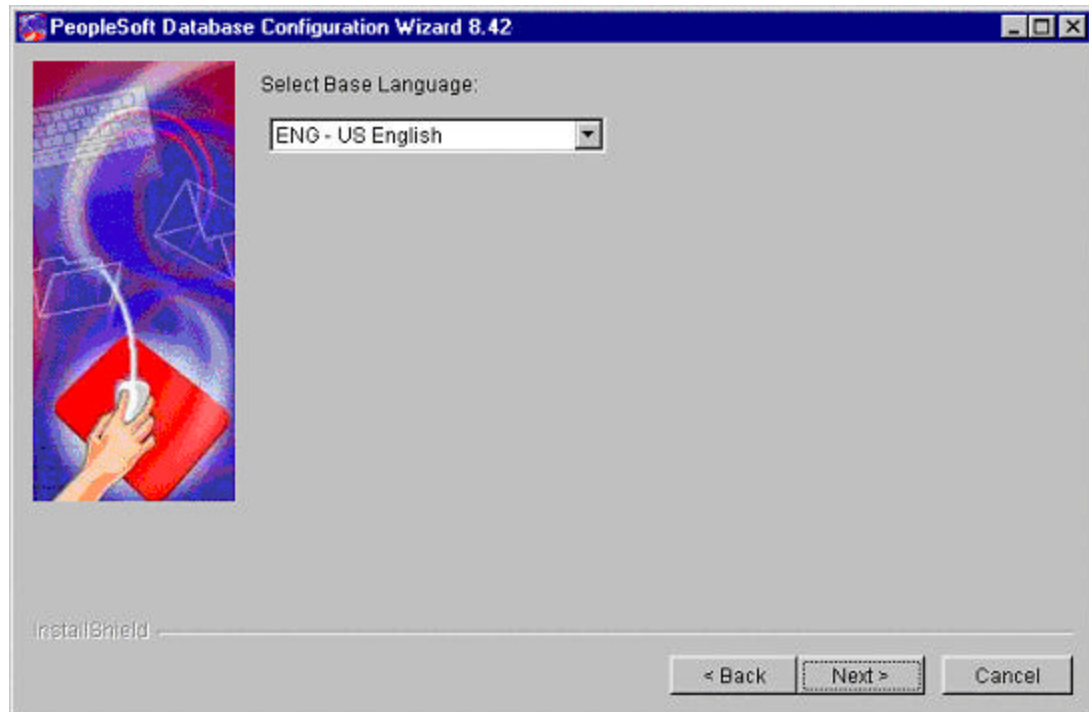 PeopleSoft Database Configuration Wizard 8.42
Select Base Language:
ENG - US English
InstallShield
< Back
Next >
Cancel